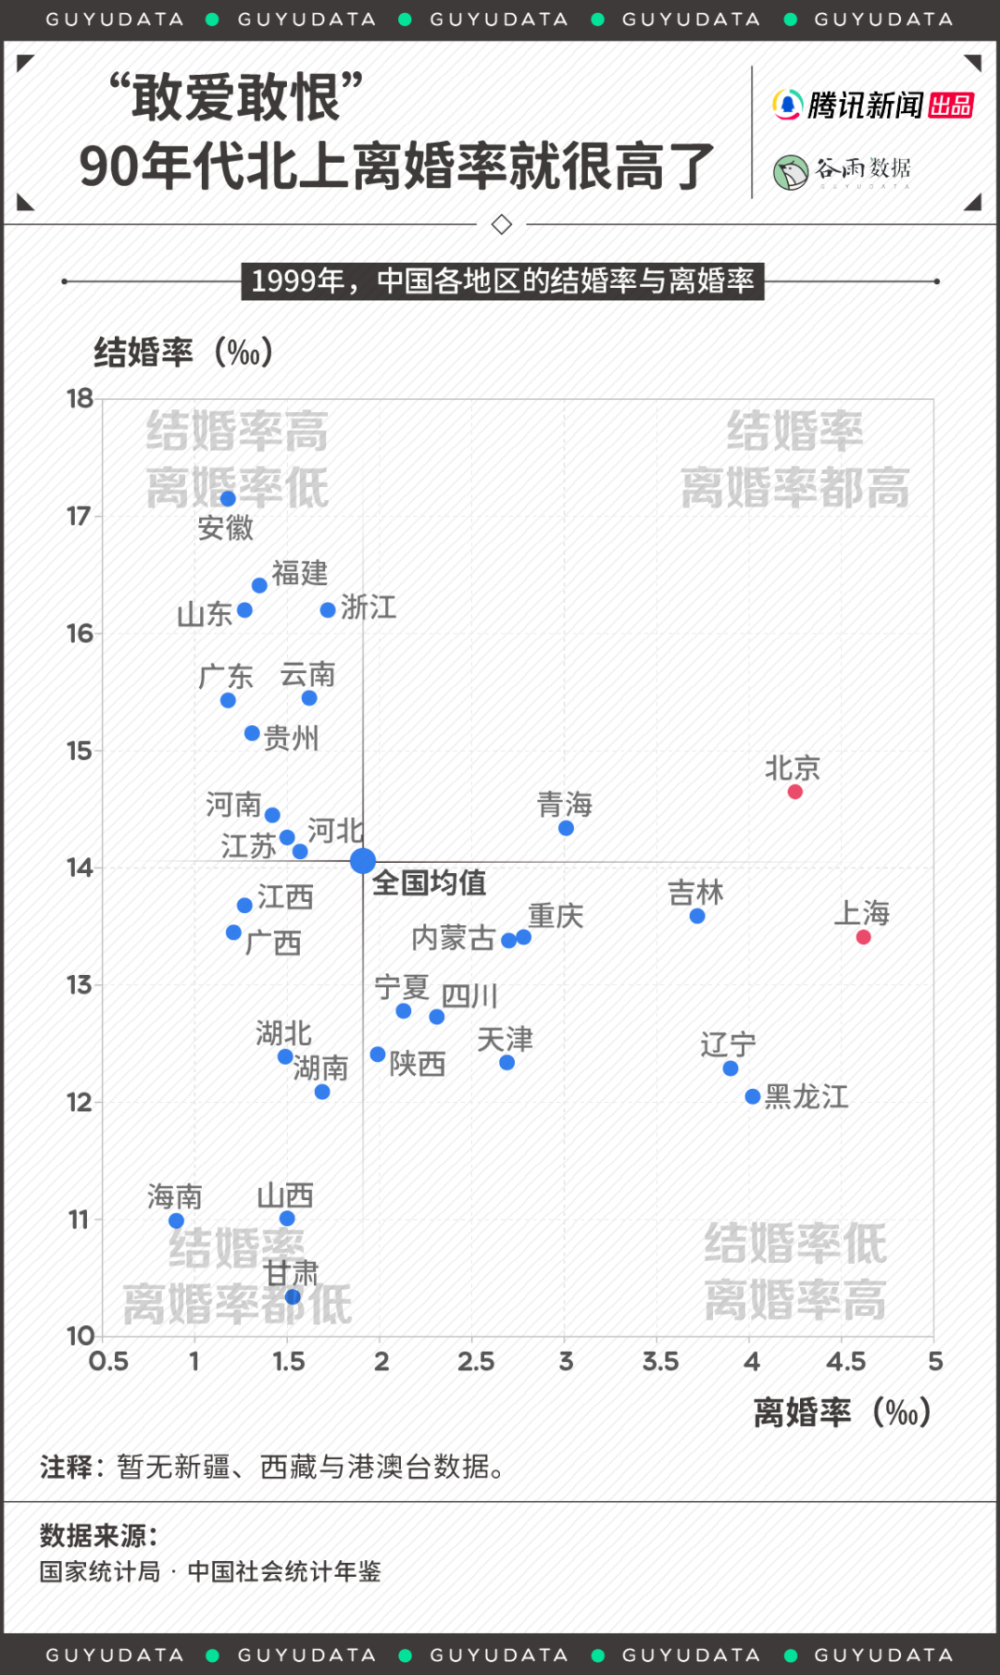 GUYUDATA ● GUYUDATA ● GUYUDATA ● GUYUDATA ● GUYUDATA
“敢爱敢恨”
90年代北上离婚率就很高了
腾讯新闻 出品
谷雨数据
GUYUDATA
1999年，中国各地区的结婚率与离婚率
结婚率（‰）
18
结婚率高
离婚率低
结婚率
离婚率都高
17
安徽
福建
山东
浙江
16
广东
云南
贵州
15
北京
河南
青海
江苏
河北
14
全国均值
江西
吉林
广西
重庆
上海
内蒙古
13
宁夏
四川
湖北
天津
辽宁
湖南
陕西
12
黑龙江
海南
山西
11
结婚率
离婚率都低
甘肃
结婚率低
离婚率高
10
0.5 1 1.5 2 2.5 3 3.5 4 4.5 5
离婚率（‰）
注释：暂无新疆、西藏与港澳台数据。
数据来源：
国家统计局 · 中国社会统计年鉴
GUYUDATA ● GUYUDATA ● GUYUDATA ● GUYUDATA ● GUYUDATA